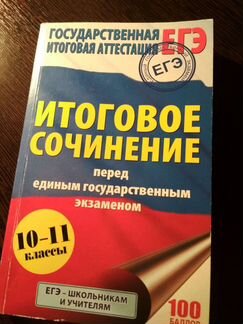 ГОСУДАРСТВЕННАЯ
ИТОГОВАЯ АТТЕСТАЦИЯ ЕГЭ
ЕГЭ
ИТОГОВОЕ
СОЧИНЕНИЕ
перед
единым государственным
экзаменом
10–11
классы
ЕГЭ – ШКОЛЬНИКАМ
И УЧИТЕЛЯМ
100
БАЛЛОВ